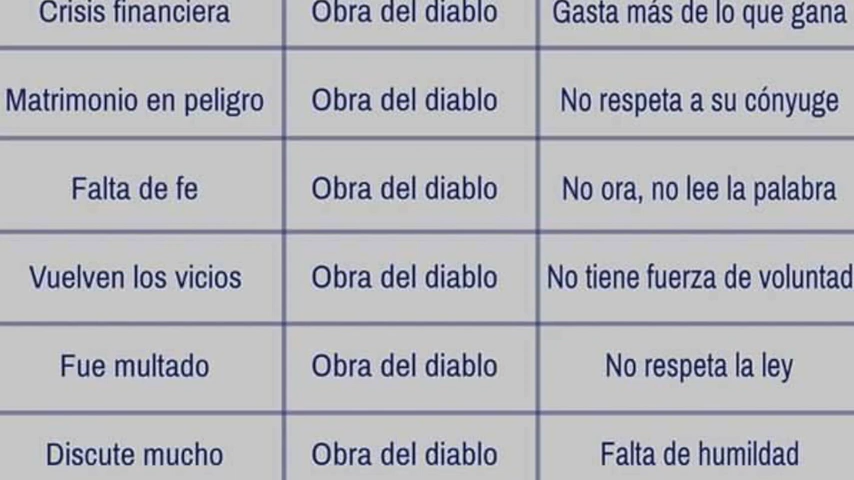 Crisis financiera Obra del diablo Gasta más de lo que gana
Matrimonio en peligro Obra del diablo No respeta a su cónyuge
Falta de fe Obra del diablo No ora, no lee la palabra
Vuelven los vicios Obra del diablo No tiene fuerza de voluntad
Fue multado Obra del diablo No respeta la ley
Discute mucho Obra del diablo Falta de humildad